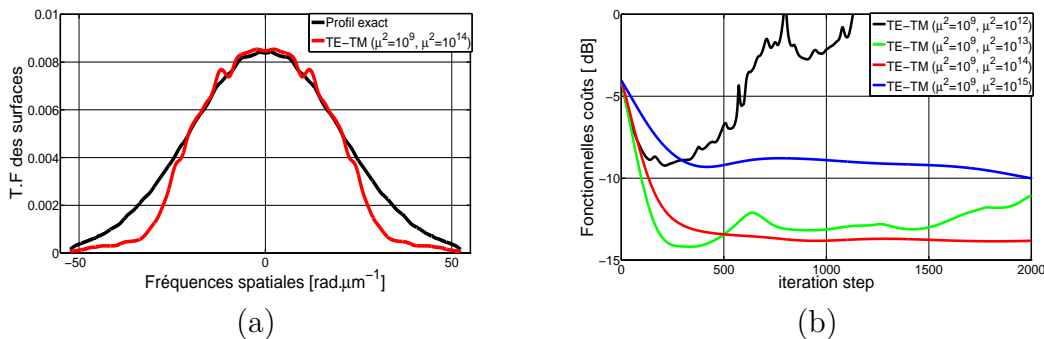 Profil exact
TE−TM (μ²=10⁹, μ²=10¹⁴)
T.F des surfaces
0.01
0.008
0.006
0.004
0.002
0
−50
0
50
Fréquences spatiales [rad.μm⁻¹]
(a)
TE−TM (μ²=10⁹, μ²=10¹²)
TE−TM (μ²=10⁹, μ²=10¹³)
TE−TM (μ²=10⁹, μ²=10¹⁴)
TE−TM (μ²=10⁹, μ²=10¹⁵)
Fonctionnelles coûts [ dB]
0
−5
−10
−15
0
500
1000
1500
2000
iteration step
(b)